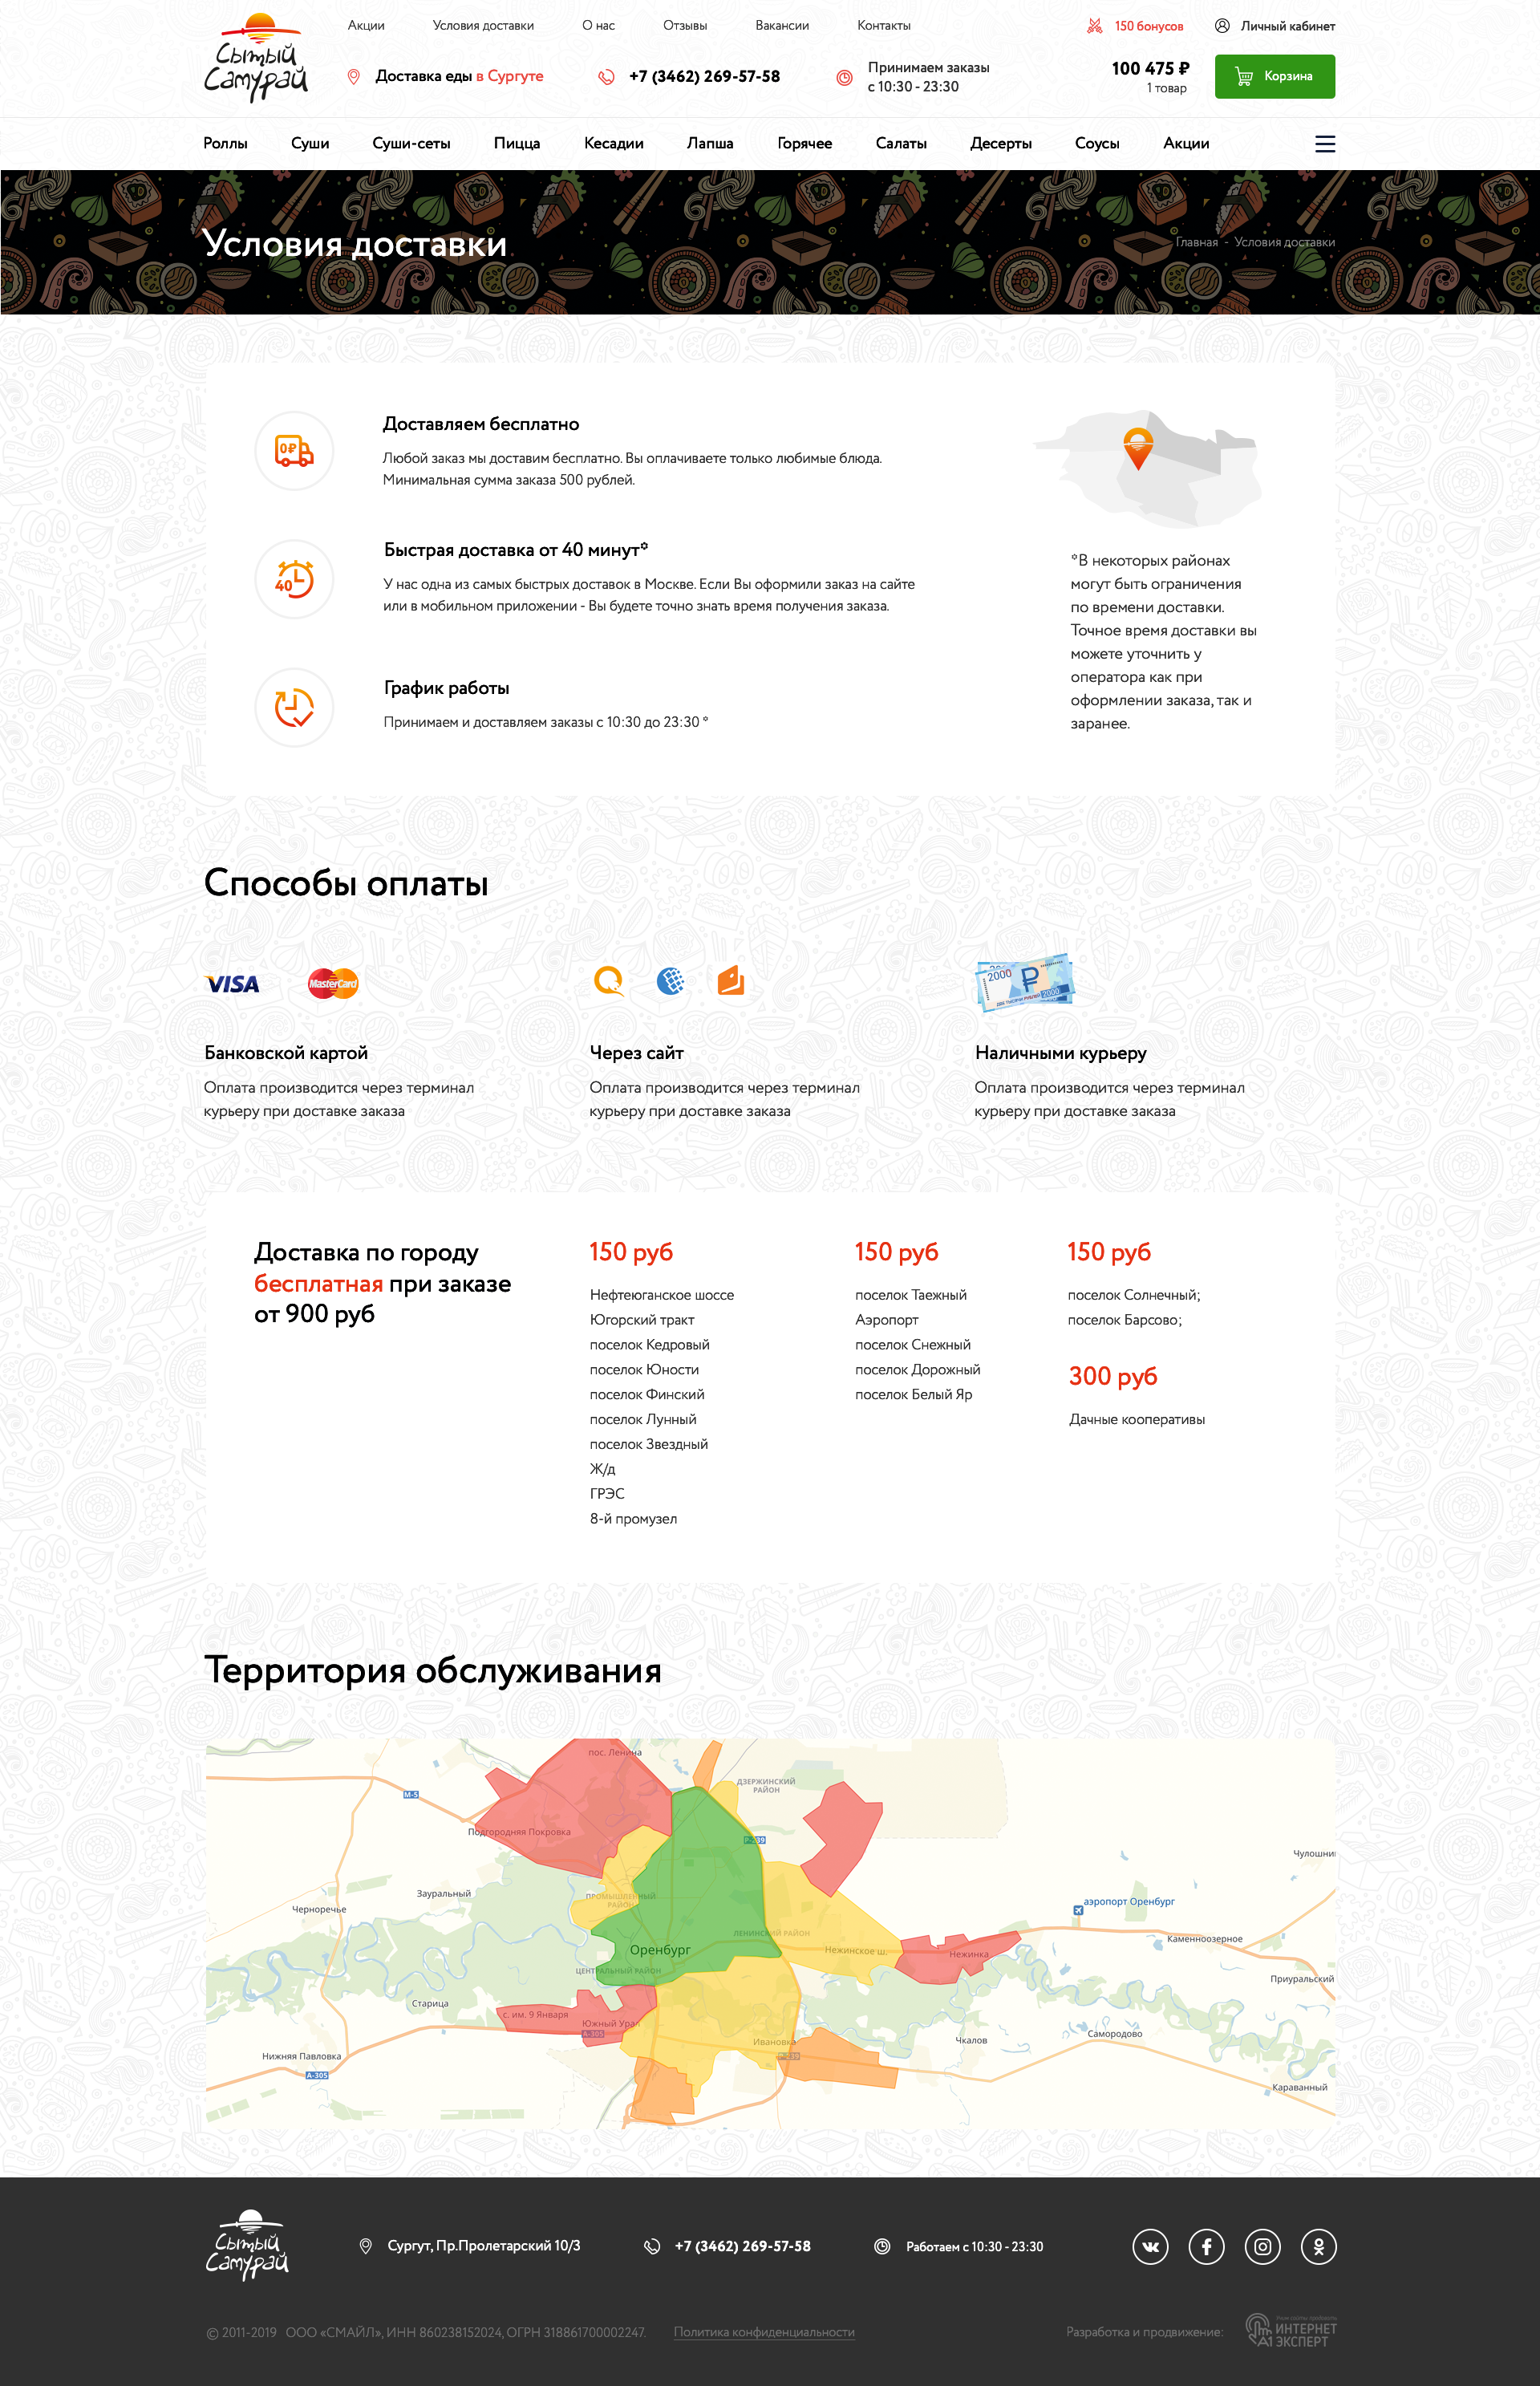 Акции Условия доставки О нас Отзывы Вакансии Контакты 150 бонусов Личный кабинет
Сытый
Самурай
Доставка еды в Сургуте +7 (3462) 269-57-58 Принимаем заказы
с 10:30 - 23:30
100 475 ₽
1 товар
Корзина
Роллы Суши Суши-сеты Пицца Кесадии Лапша Горячее Салаты Десерты Соусы Акции
Условия доставки
Главная - Условия доставки
0₽
Доставляем бесплатно
Любой заказ мы доставим бесплатно. Вы оплачиваете только любимые блюда.
Минимальная сумма заказа 500 рублей.
40
Быстрая доставка от 40 минут*
У нас одна из самых быстрых доставок в Москве. Если Вы оформили заказ на сайте
или в мобильном приложении - Вы будете точно знать время получения заказа.
График работы
Принимаем и доставляем заказы с 10:30 до 23:30 *
*В некоторых районах
могут быть ограничения
по времени доставки.
Точное время доставки вы
можете уточнить у
оператора как при
оформлении заказа, так и
заранее.
Способы оплаты
VISA MasterCard
2000
2000
Банковской картой
Оплата производится через терминал
курьеру при доставке заказа
Через сайт
Оплата производится через терминал
курьеру при доставке заказа
Наличными курьеру
Оплата производится через терминал
курьеру при доставке заказа
Доставка по городу
бесплатная при заказе
от 900 руб
150 руб
Нефтеюганское шоссе
Югорский тракт
поселок Кедровый
поселок Юности
поселок Финский
поселок Лунный
поселок Звездный
Ж/д
ГРЭС
8-й промузел
150 руб
поселок Таежный
Аэропорт
поселок Снежный
поселок Дорожный
поселок Белый Яр
150 руб
поселок Солнечный;
поселок Барсово;
300 руб
Дачные кооперативы
Территория обслуживания
пос. Ленина
ДЗЕРЖИНСКИЙ
РАЙОН
М-5
Подгородняя Покровка
Чулошни
Зауральный
ПРОМЫШЛЕННЫЙ
РАЙОН
аэропорт Оренбург
Черноречье
ЛЕНИНСКИЙ РАЙОН
Каменноозерное
Оренбург
Нежинское ш.
Нежинка
ЦЕНТРАЛЬНЫЙ РАЙОН
Приуральский
Старица
с. им. 9 Января
Южный Урал
А-305
Самородово
Ивановка
Чкалов
Нижняя Павловка
А-305
Караванный
Сытый
Самурай
Сургут, Пр.Пролетарский 10/3 +7 (3462) 269-57-58 Работаем с 10:30 - 23:30
© 2011-2019 ООО «СМАЙЛ», ИНН 860238152024, ОГРН 318861700002247. Политика конфиденциальности Разработка и продвижение:
ИНТЕРНЕТ
ЭКСПЕРТ